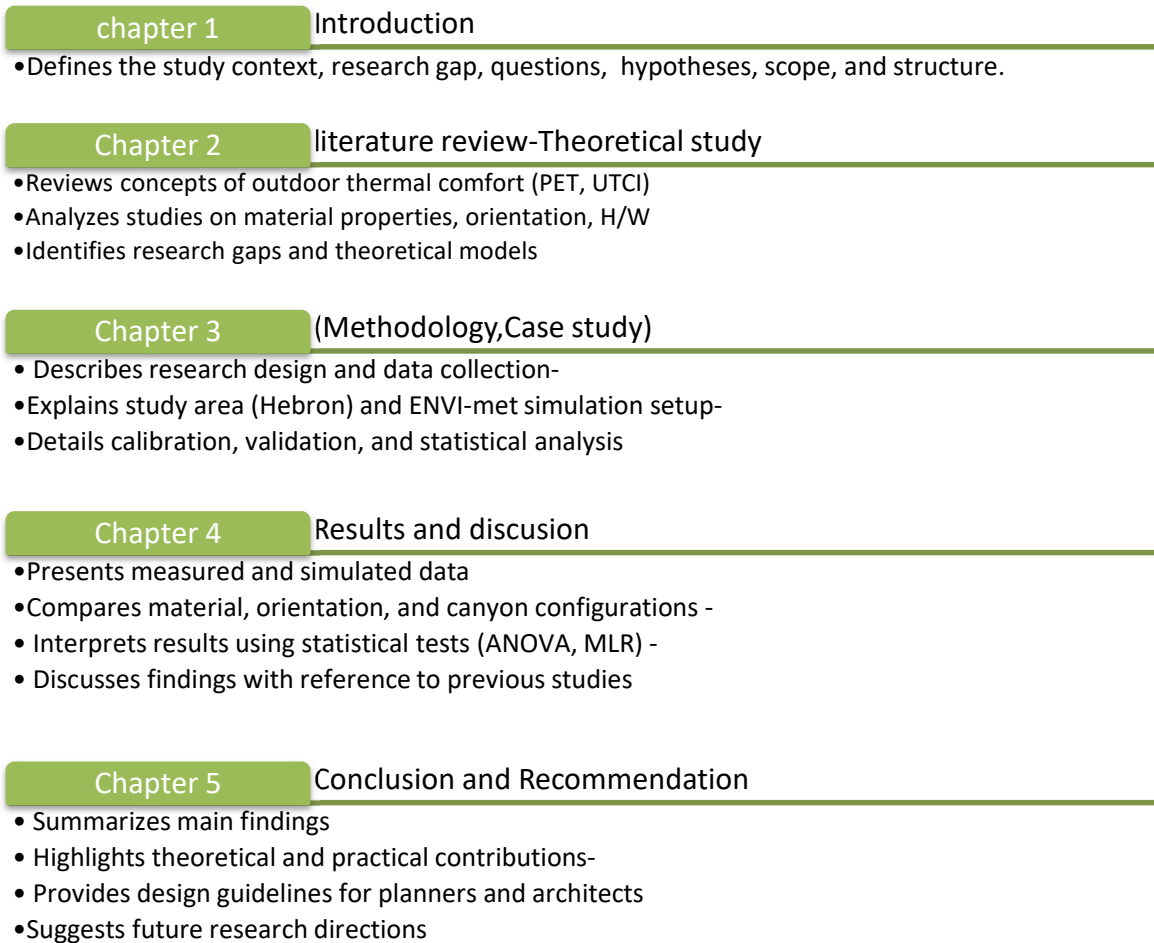 chapter 1
Introduction
•Defines the study context, research gap, questions,  hypotheses, scope, and structure.
Chapter 2
literature review-Theoretical study
•Reviews concepts of outdoor thermal comfort (PET, UTCI)
•Analyzes studies on material properties, orientation, H/W
•Identifies research gaps and theoretical models
Chapter 3
(Methodology,Case study)
• Describes research design and data collection-
•Explains study area (Hebron) and ENVI-met simulation setup-
•Details calibration, validation, and statistical analysis
Chapter 4
Results and discusion
•Presents measured and simulated data
•Compares material, orientation, and canyon configurations -
• Interprets results using statistical tests (ANOVA, MLR) -
• Discusses findings with reference to previous studies
Chapter 5
Conclusion and Recommendation
• Summarizes main findings
• Highlights theoretical and practical contributions-
• Provides design guidelines for planners and architects
•Suggests future research directions